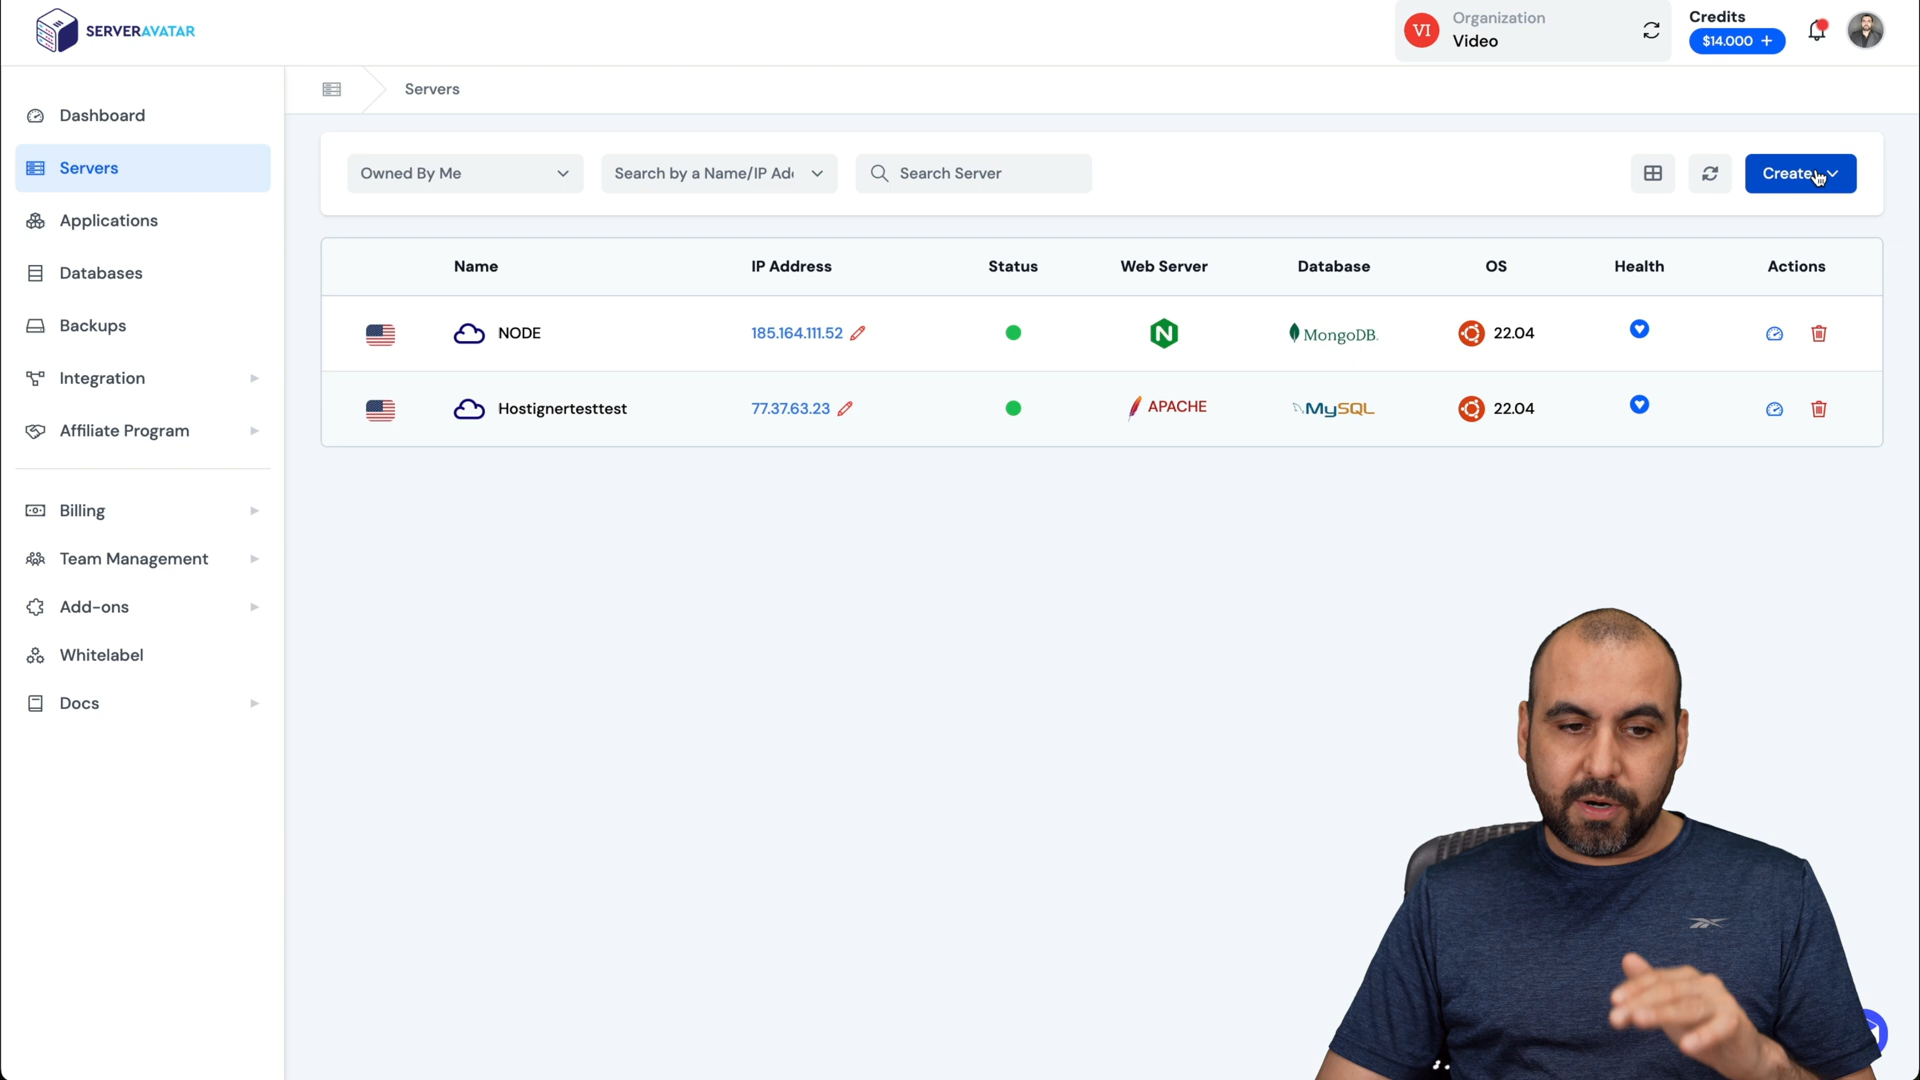 SERVERAVATAR
VI
Organization
Video
Credits
$14.000 +
Servers
Dashboard
Servers
Applications
Databases
Backups
Integration
Affiliate Program
Billing
Team Management
Add-ons
Whitelabel
Docs
Owned By Me
Search by a Name/IP Ad
Search Server
Create
Name IP Address Status Web Server Database OS Health Actions
NODE 185.164.111.52 N MongoDB. 22.04
Hostignertesttest 77.37.63.23 APACHE MySQL 22.04